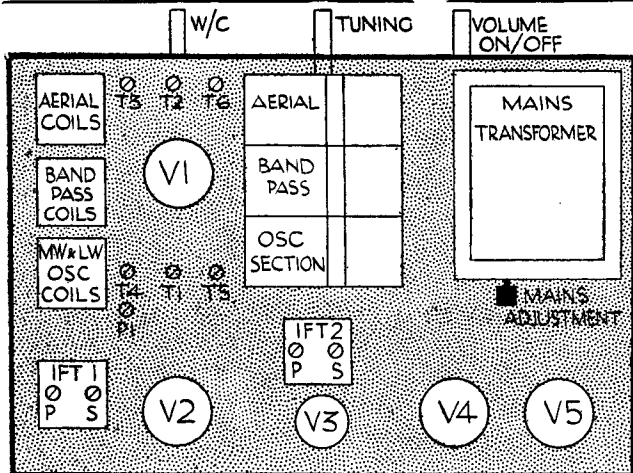 W/C
TUNING
VOLUME
ON/OFF
AERIAL
COILS
T3 T2 T6
AERIAL
MAINS
TRANSFORMER
BAND
PASS
COILS
V1
BAND
PASS
MW & LW
OSC
COILS
OSC
SECTION
T4 T1 T5
P1
MAINS
ADJUSTMENT
IFT 1
P S
IFT 2
P S
V2
V3
V4
V5